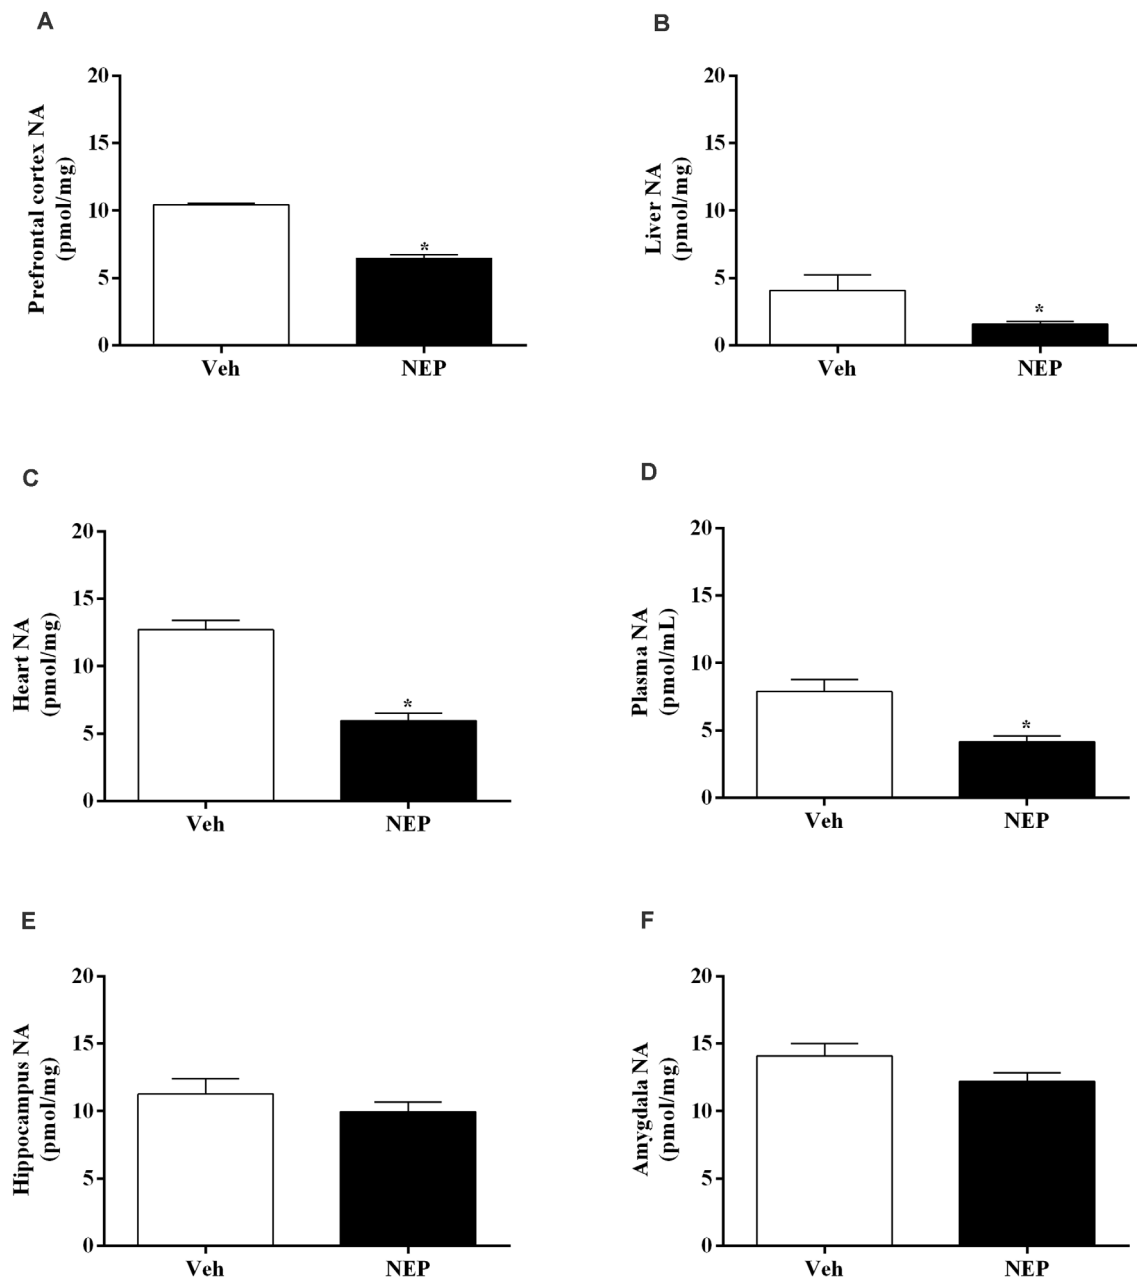 A
Prefrontal cortex NA
(pmol/mg)
20
15
10
5
0
*
Veh
NEP
B
Liver NA
(pmol/mg)
20
15
10
5
0
*
Veh
NEP
C
Heart NA
(pmol/mg)
20
15
10
5
0
*
Veh
NEP
D
Plasma NA
(pmol/mL)
20
15
10
5
0
*
Veh
NEP
E
Hippocampus NA
(pmol/mg)
20
15
10
5
0
Veh
NEP
F
Amygdala NA
(pmol/mg)
20
15
10
5
0
Veh
NEP